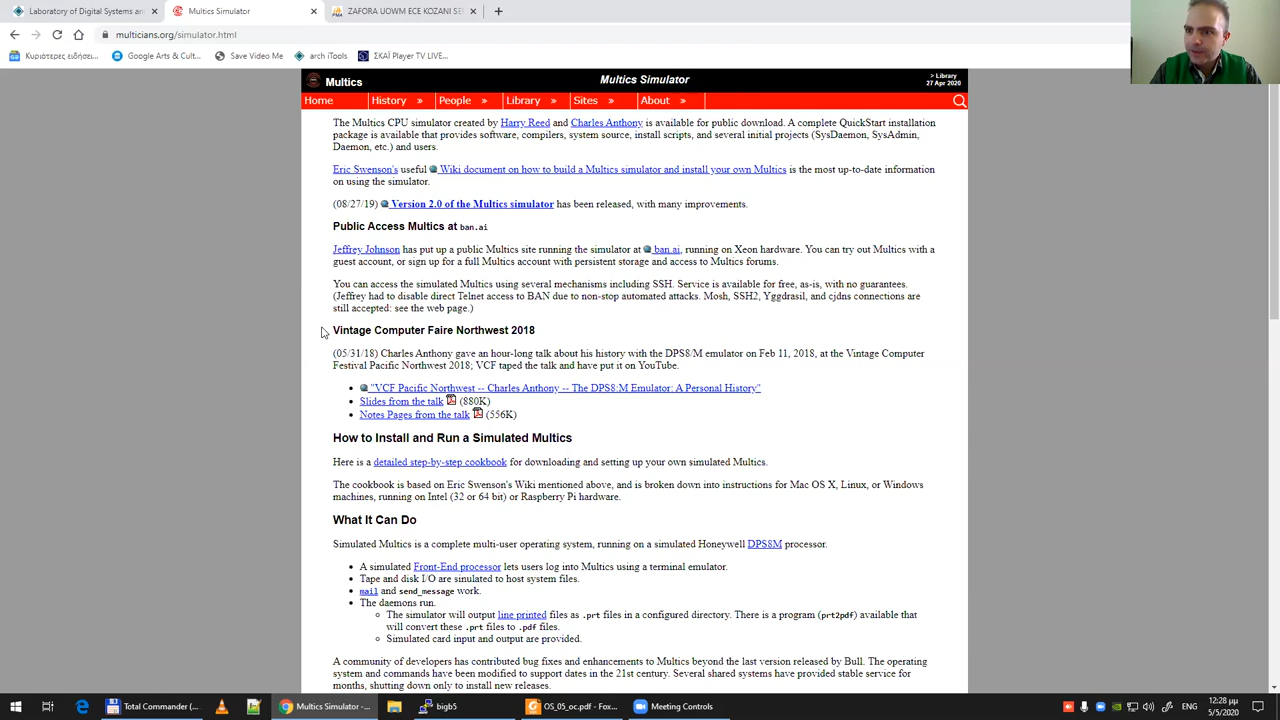 Laboratory of Digital Systems an
Multics Simulator
ZAFORA UOWM ECE KOZANI SE
multicians.org/simulator.html
Κυριότερες ειδήσει...
Google Arts & Cult...
Save Video Me
arch iTools
ΣΚΑΪ Player TV LIVE...
Multics
Multics Simulator
> Library
27 Apr 2020
Home
History »
People »
Library »
Sites »
About »
The Multics CPU simulator created by Harry Reed and Charles Anthony is available for public download. A complete QuickStart installation
package is available that provides software, compilers, system source, install scripts, and several initial projects (SysDaemon, SysAdmin,
Daemon, etc.) and users.
Eric Swenson's useful Wiki document on how to build a Multics simulator and install your own Multics is the most up-to-date information
on using the simulator.
(08/27/19) Version 2.0 of the Multics simulator has been released, with many improvements.
Public Access Multics at ban.ai
Jeffrey Johnson has put up a public Multics site running the simulator at ban.ai, running on Xeon hardware. You can try out Multics with a
guest account, or sign up for a full Multics account with persistent storage and access to Multics forums.
You can access the simulated Multics using several mechanisms including SSH. Service is available for free, as-is, with no guarantees.
(Jeffrey had to disable direct Telnet access to BAN due to non-stop automated attacks. Mosh, SSH2, Yggdrasil, and cjdns connections are
still accepted: see the web page.)
Vintage Computer Faire Northwest 2018
(05/31/18) Charles Anthony gave an hour-long talk about his history with the DPS8/M emulator on Feb 11, 2018, at the Vintage Computer
Festival Pacific Northwest 2018; VCF taped the talk and have put it on YouTube.
• "VCF Pacific Northwest -- Charles Anthony -- The DPS8:M Emulator: A Personal History"
• Slides from the talk (880K)
• Notes Pages from the talk (556K)
How to Install and Run a Simulated Multics
Here is a detailed step-by-step cookbook for downloading and setting up your own simulated Multics.
The cookbook is based on Eric Swenson's Wiki mentioned above, and is broken down into instructions for Mac OS X, Linux, or Windows
machines, running on Intel (32 or 64 bit) or Raspberry Pi hardware.
What It Can Do
Simulated Multics is a complete multi-user operating system, running on a simulated Honeywell DPS8M processor.
• A simulated Front-End processor lets users log into Multics using a terminal emulator.
• Tape and disk I/O are sinulated to host system files.
• mail and send_message work.
• The daemons run.
◦ The simulator will output line printed files as .prt files in a configured directory. There is a program (prt2pdf) available that
will convert these .prt files to .pdf files.
◦ Simulated card input and output are provided.
A community of developers has contributed bug fixes and enhancements to Multics beyond the last version released by Bull. The operating
system and commands have been modified to support dates in the 21st century. Several shared systems have provided stable service for
months, shutting down only to install new releases.
Total Commander (...
Multics Simulator -...
bigb5
OS_05_oc.pdf - Fox...
Meeting Controls
ENG
12:28 μμ
5/5/2020